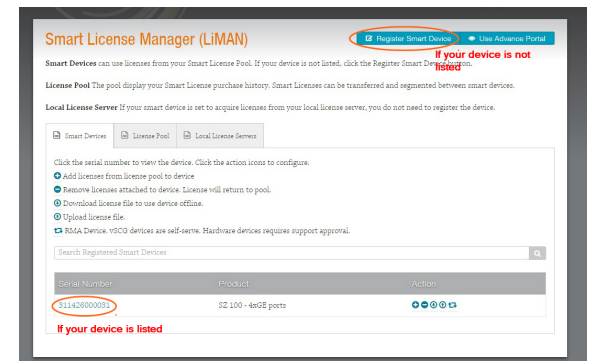 Smart License Manager (LiMAN)
Register Smart Device
Use Advance Portal
If your device is not
listed
Smart Devices can use licenses from your Smart License Pool. If your device is not listed, click the Register Smart Device button.
License Pool The pool display your Smart License purchase history. Smart Licenses can be transferred and segmented between smart devices.
Local License Server If your smart device is set to acquire licenses from your local license server, you do not need to register the device.
Smart Devices
License Pool
Local License Servers
Click the serial number to view the device. Click the action icons to configure.
Add licenses from license pool to device
Remove licenses attached to device. License will return to pool.
Download license file to use device offline.
Upload license file.
RMA Device. vSCG devices are self-serve. Hardware devices requires support approval.
Search Registered Smart Devices
Serial Number Product Action
311426000031 SZ 100 - 4xGE ports
If your device is listed